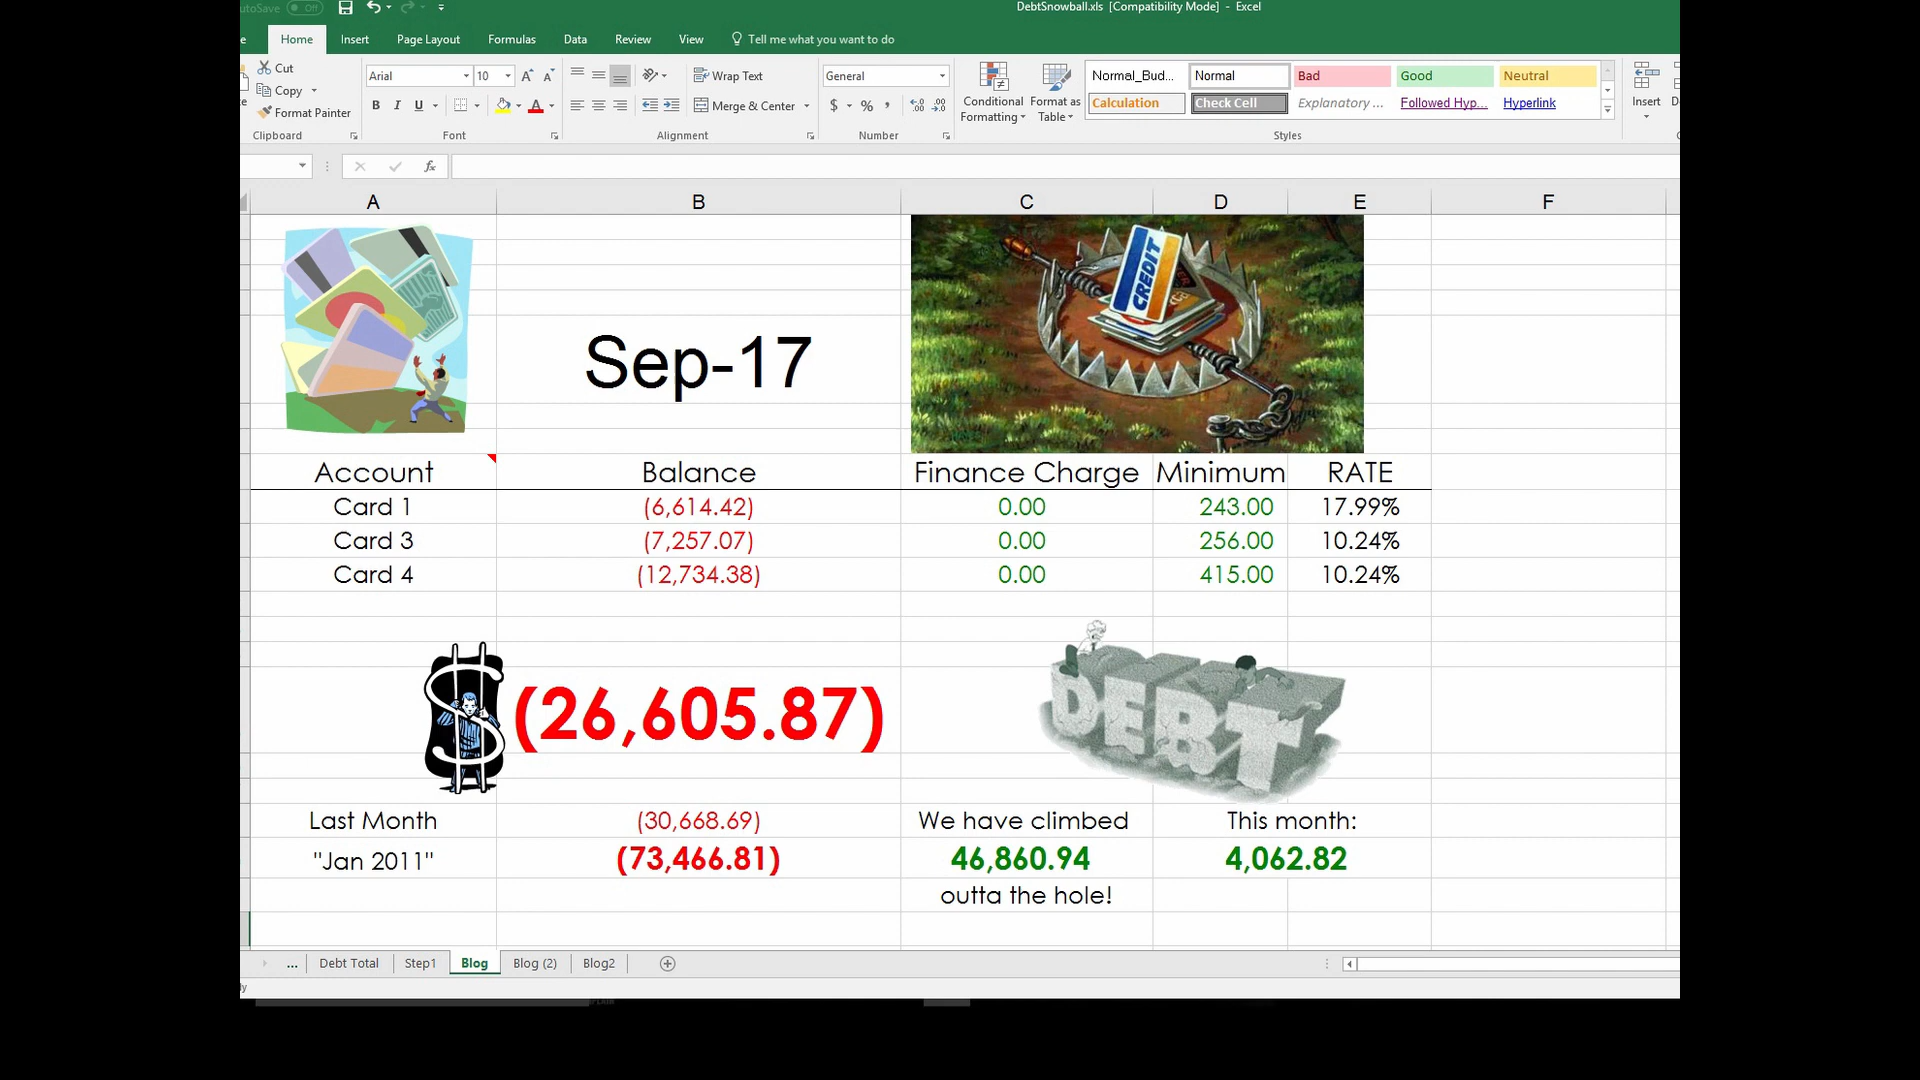 AutoSave Off
DebtSnowball.xls [Compatibility Mode] - Excel
Home Insert Page Layout Formulas Data Review View Tell me what you want to do
Cut
Copy
Format Painter
Clipboard
Arial 10
B I U
Font
Wrap Text
Merge & Center
Alignment
General
$ % ,
Number
Conditional Formatting
Format as Table
Normal_Bud... Normal Bad Good Neutral
Calculation Check Cell Explanatory ... Followed Hyp... Hyperlink
Styles
Insert
fx
A B C D E F
CREDIT
Sep-17
Account Balance Finance Charge Minimum RATE
Card 1 (6,614.42) 0.00 243.00 17.99%
Card 3 (7,257.07) 0.00 256.00 10.24%
Card 4 (12,734.38) 0.00 415.00 10.24%
$ (26,605.87) DEBT
Last Month (30,668.69) We have climbed This month:
"Jan 2011" (73,466.81) 46,860.94 4,062.82
outta the hole!
... Debt Total Step1 Blog Blog (2) Blog2